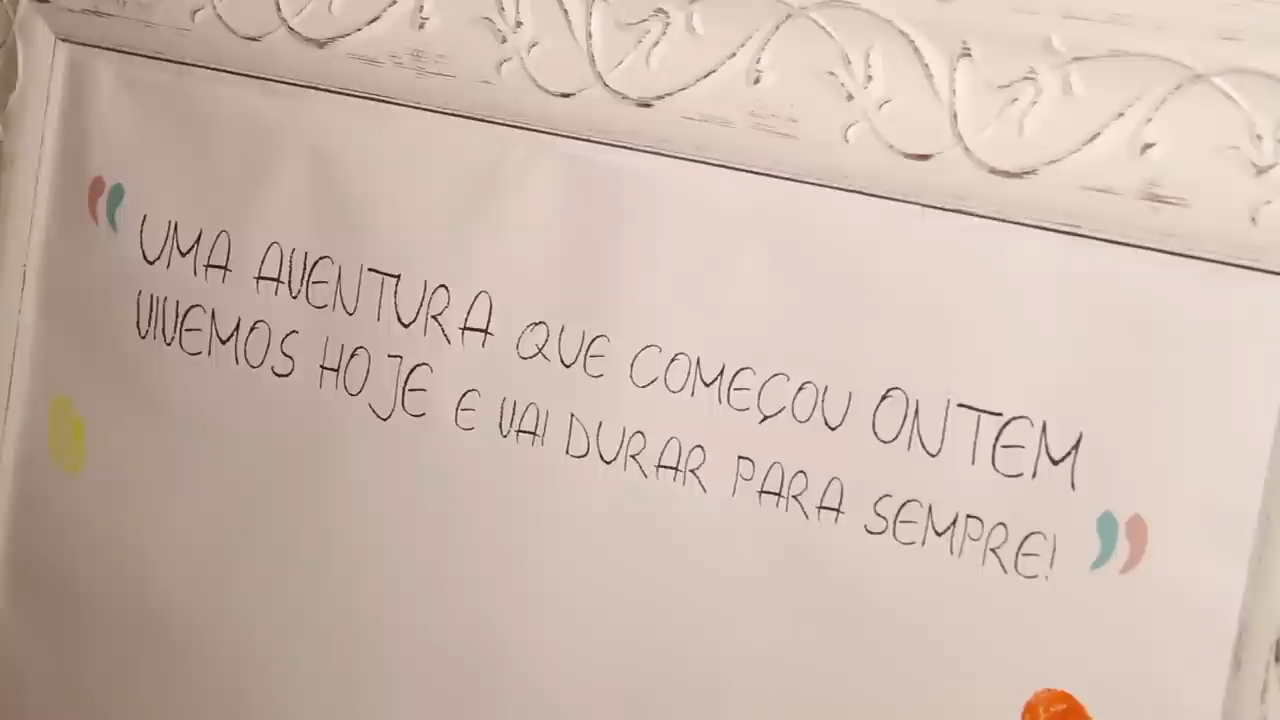 “UMA AVENTURA QUE COMEÇOU ONTEM
VIVEMOS HOJE E VAI DURAR PARA SEMPRE!”